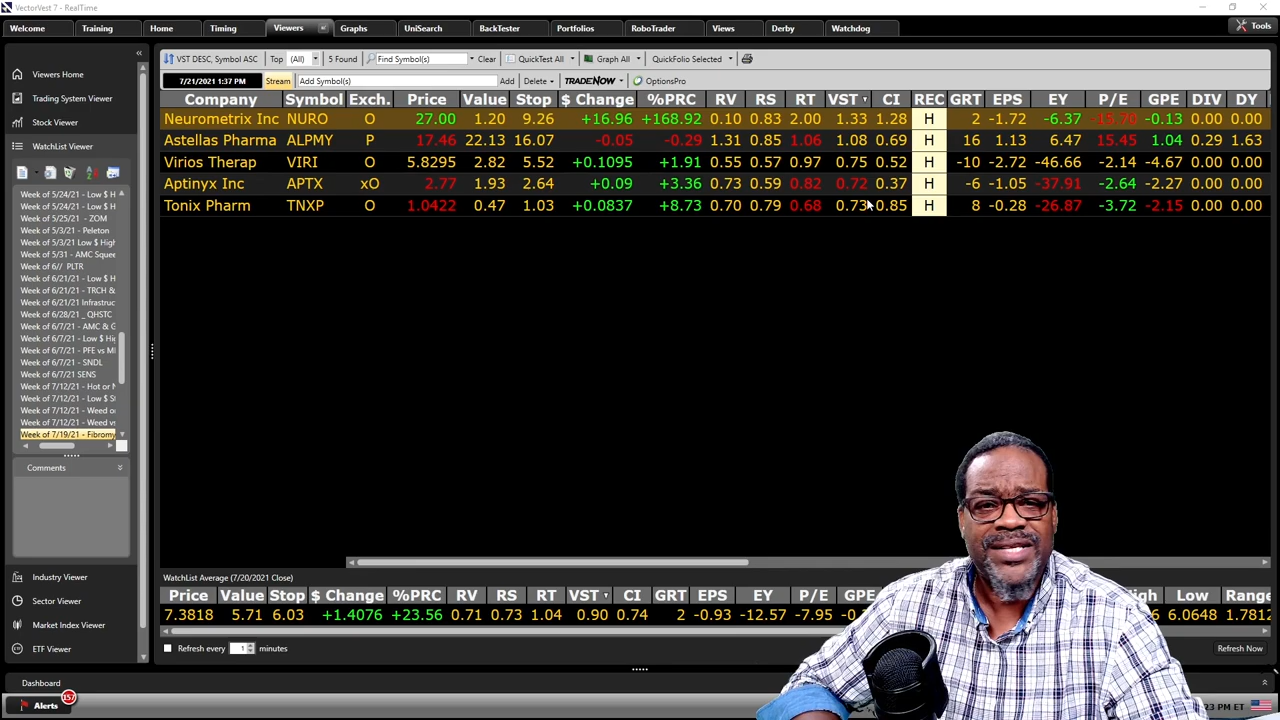 VectorVest 7 - RealTime
Welcome Training Home Timing Viewers Graphs UniSearch BackTester Portfolios RoboTrader Views Derby Watchdog Tools
VST DESC, Symbol ASC Top (All) 5 Found Find Symbol(s) Clear QuickTest All Graph All QuickFolio Selected
7/21/2021 1:37 PM Stream Add Symbol(s) Add Delete TRADENOW OptionsPro
Company Symbol Exch. Price Value Stop $ Change %PRC RV RS RT VST CI REC GRT EPS EY P/E GPE DIV DY
Neurometrix Inc NURO O 27.00 1.20 9.26 +16.96 +168.92 0.10 0.83 2.00 1.33 1.28 H 2 -1.72 -6.37 -15.70 -0.13 0.00 0.00
Astellas Pharma ALPMY P 17.46 22.13 16.07 -0.05 -0.29 1.31 0.85 1.06 1.08 0.69 H 16 1.13 6.47 15.45 1.04 0.29 1.63
Virios Therap VIRI O 5.8295 2.82 5.52 +0.1095 +1.91 0.55 0.57 0.97 0.75 0.52 H -10 -2.72 -46.66 -2.14 -4.67 0.00 0.00
Aptinyx Inc APTX xO 2.77 1.93 2.64 +0.09 +3.36 0.73 0.59 0.82 0.72 0.37 H -6 -1.05 -37.91 -2.64 -2.27 0.00 0.00
Tonix Pharm TNXP O 1.0422 0.47 1.03 +0.0837 +8.73 0.70 0.79 0.68 0.73 0.85 H 8 -0.28 -26.87 -3.72 -2.15 0.00 0.00
Viewers Home
Trading System Viewer
Stock Viewer
WatchList Viewer
Week of 5/24/21 - Low $ H
Week of 5/24/21 - Low $ H
Week of 5/25/21 - ZOM
Week of 5/3/21 - Peleton
Week of 5/3/21 Low $ High
Week of 5/31 - AMC Squee
Week of 6// PLTR
Week of 6/21/21 - Low $ H
Week of 6/21/21 - TRCH &
Week of 6/21/21 Infrastruc
Week of 6/28/21 _ QHSTC
Week of 6/7/21 - AMC & G
Week of 6/7/21 - Low $ Hig
Week of 6/7/21 - PFE vs M
Week of 6/7/21 - SNDL
Week of 6/7/21 SENS
Week of 7/12/21 - Hot or N
Week of 7/12/21 - Low $ S
Week of 7/12/21 - Weed o
Week of 7/12/21 - Weed vs
Week of 7/19/21 - Fibromy
Comments
Industry Viewer
Sector Viewer
Market Index Viewer
ETF Viewer
WatchList Average (7/20/2021 Close)
Price Value Stop $ Change %PRC RV RS RT VST CI GRT EPS EY P/E GPE Low Range
7.3818 5.71 6.03 +1.4076 +23.56 0.71 0.73 1.04 0.90 0.74 2 -0.93 -12.57 -7.95 6.0648 1.7812
Refresh every 1 minutes Refresh Now
Dashboard
Alerts 157
PM ET